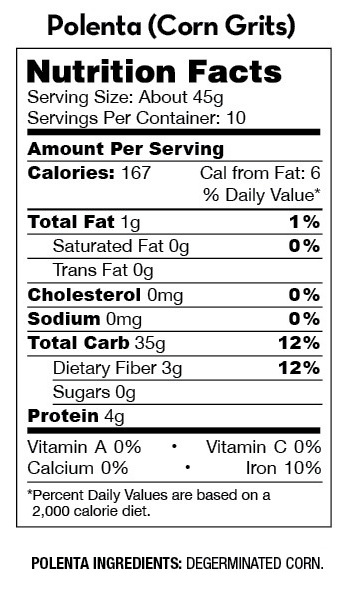 Polenta (Corn Grits)
Nutrition Facts
Serving Size: About 45g
Servings Per Container: 10
Amount Per Serving
Calories: 167 Cal from Fat: 6
% Daily Value*
Total Fat 1g 1%
Saturated Fat 0g 0%
Trans Fat 0g
Cholesterol 0mg 0%
Sodium 0mg 0%
Total Carb 35g 12%
Dietary Fiber 3g 12%
Sugars 0g
Protein 4g
Vitamin A 0% • Vitamin C 0%
Calcium 0% • Iron 10%
*Percent Daily Values are based on a
2,000 calorie diet.
POLENTA INGREDIENTS: DEGERMINATED CORN.